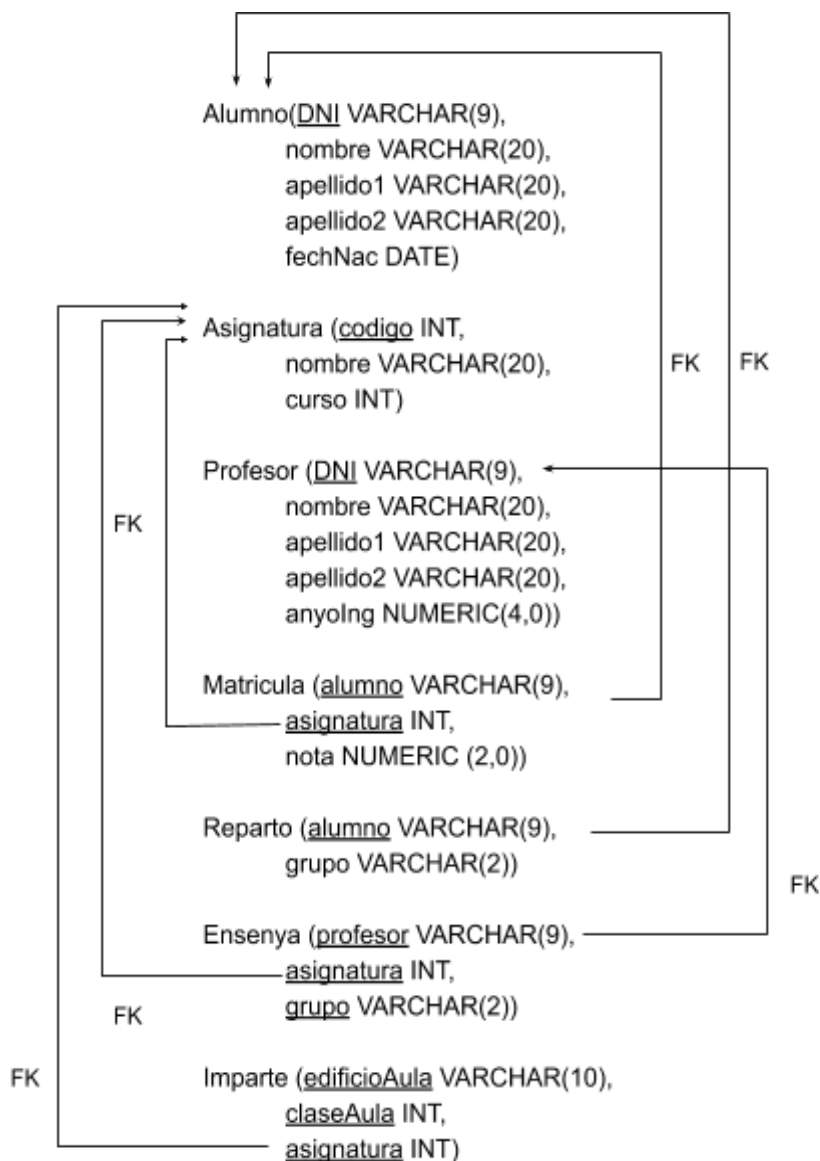 Alumno(DNI VARCHAR(9),
nombre VARCHAR(20),
apellido1 VARCHAR(20),
apellido2 VARCHAR(20),
fechNac DATE)
Asignatura (codigo INT,
nombre VARCHAR(20),
curso INT)
FK
FK
Profesor (DNI VARCHAR(9),
nombre VARCHAR(20),
apellido1 VARCHAR(20),
apellido2 VARCHAR(20),
anyoIng NUMERIC(4,0))
FK
Matricula (alumno VARCHAR(9),
asignatura INT,
nota NUMERIC (2,0))
Reparto (alumno VARCHAR(9),
grupo VARCHAR(2))
FK
Ensenya (profesor VARCHAR(9),
asignatura INT,
grupo VARCHAR(2))
FK
FK
Imparte (edificioAula VARCHAR(10),
claseAula INT,
asignatura INT)